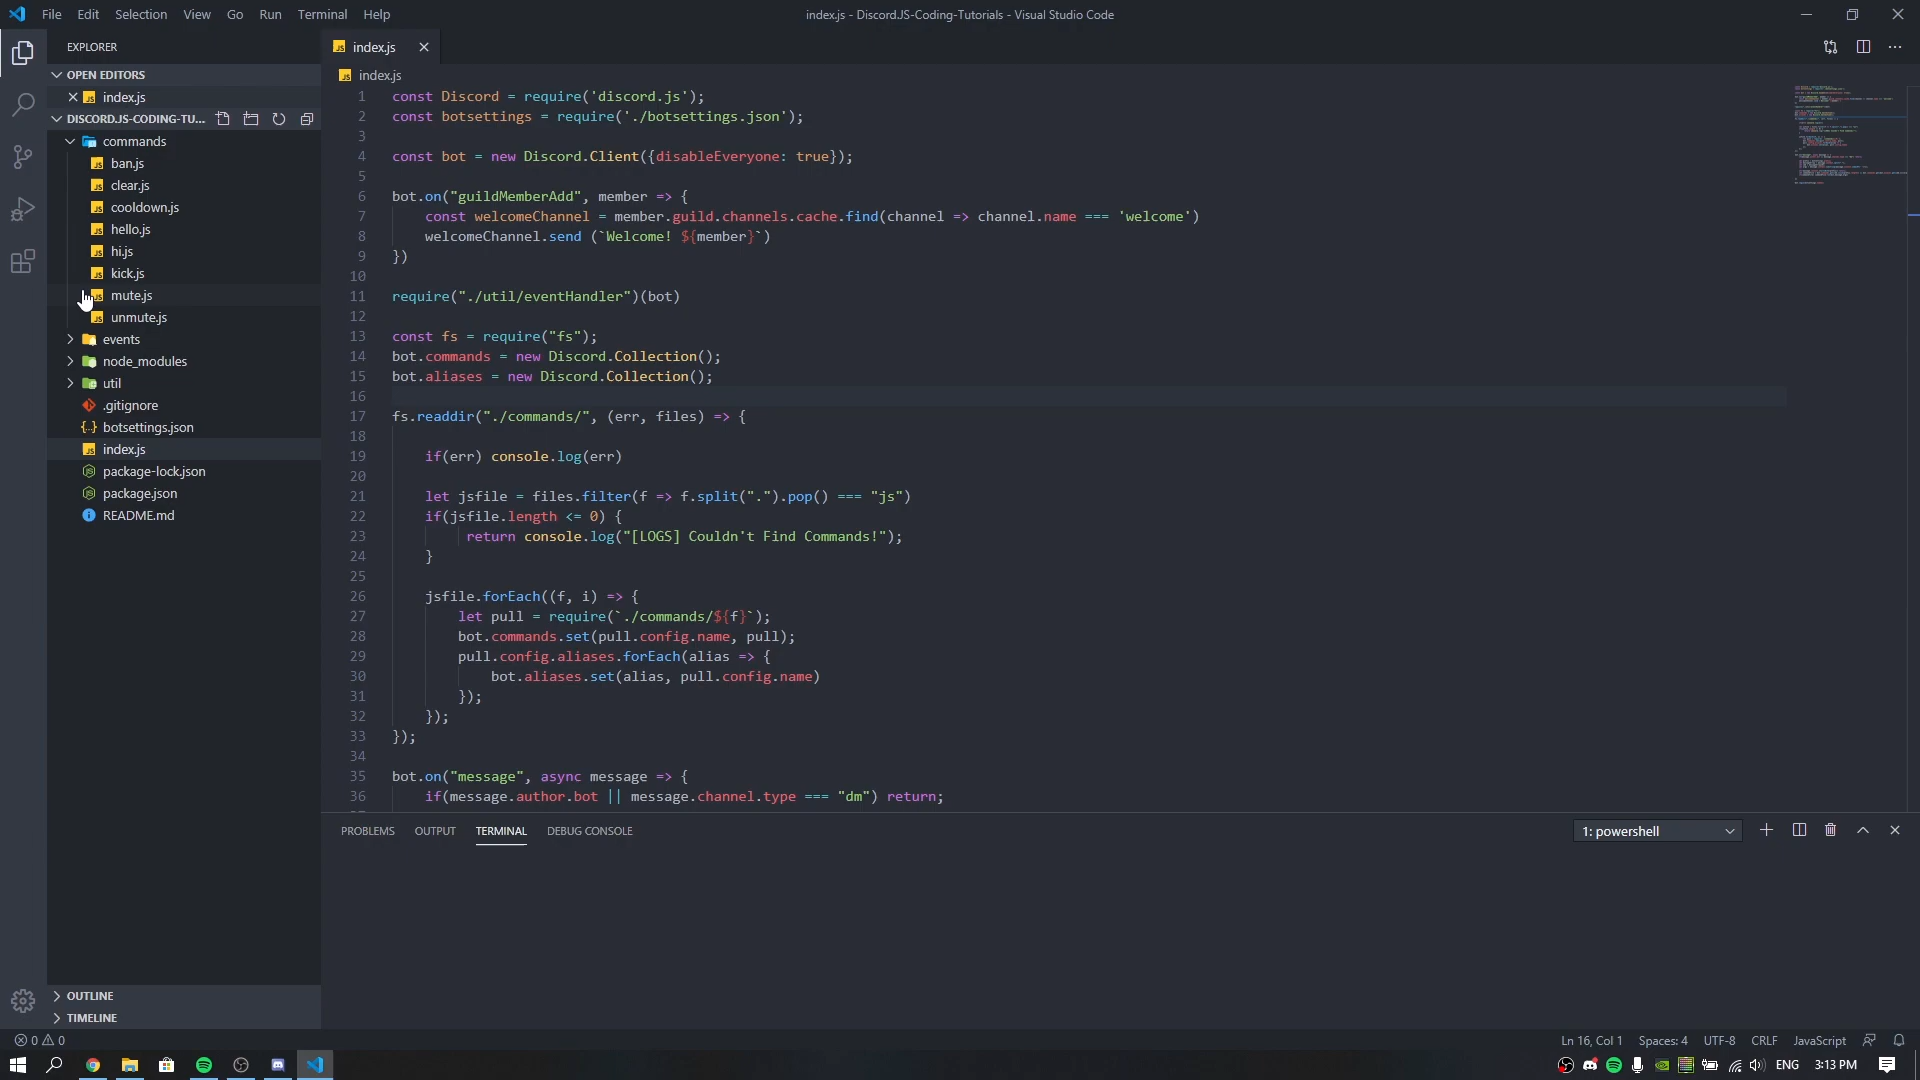 File Edit Selection View Go Run Terminal Help
index.js - DiscordJS-Coding-Tutorials - Visual Studio Code
EXPLORER
OPEN EDITORS
index.js
DISCORD.JS-CODING-TU...
commands
ban.js
clear.js
cooldown.js
hello.js
hi.js
kick.js
mute.js
unmute.js
events
node_modules
util
.gitignore
botsettings.json
index.js
package-lock.json
package.json
README.md
OUTLINE
TIMELINE
index.js
index.js
1 const Discord = require('discord.js');
2 const botsettings = require('./botsettings.json');
3
4 const bot = new Discord.Client({disableEveryone: true});
5
6 bot.on("guildMemberAdd", member => {
7 const welcomeChannel = member.guild.channels.cache.find(channel => channel.name === 'welcome')
8 welcomeChannel.send (`Welcome! ${member}`)
9 })
10
11 require("./util/eventHandler")(bot)
12
13 const fs = require("fs");
14 bot.commands = new Discord.Collection();
15 bot.aliases = new Discord.Collection();
16
17 fs.readdir("./commands/", (err, files) => {
18
19 if(err) console.log(err)
20
21 let jsfile = files.filter(f => f.split(".").pop() === "js")
22 if(jsfile.length <= 0) {
23 return console.log("[LOGS] Couldn't Find Commands!");
24 }
25
26 jsfile.forEach((f, i) => {
27 let pull = require(`./commands/${f}`);
28 bot.commands.set(pull.config.name, pull);
29 pull.config.aliases.forEach(alias => {
30 bot.aliases.set(alias, pull.config.name)
31 });
32 });
33 });
34
35 bot.on("message", async message => {
36 if(message.author.bot || message.channel.type === "dm") return;
PROBLEMS OUTPUT TERMINAL DEBUG CONSOLE
1: powershell
0 0
Ln 16, Col 1 Spaces: 4 UTF-8 CRLF JavaScript
ENG 3:13 PM